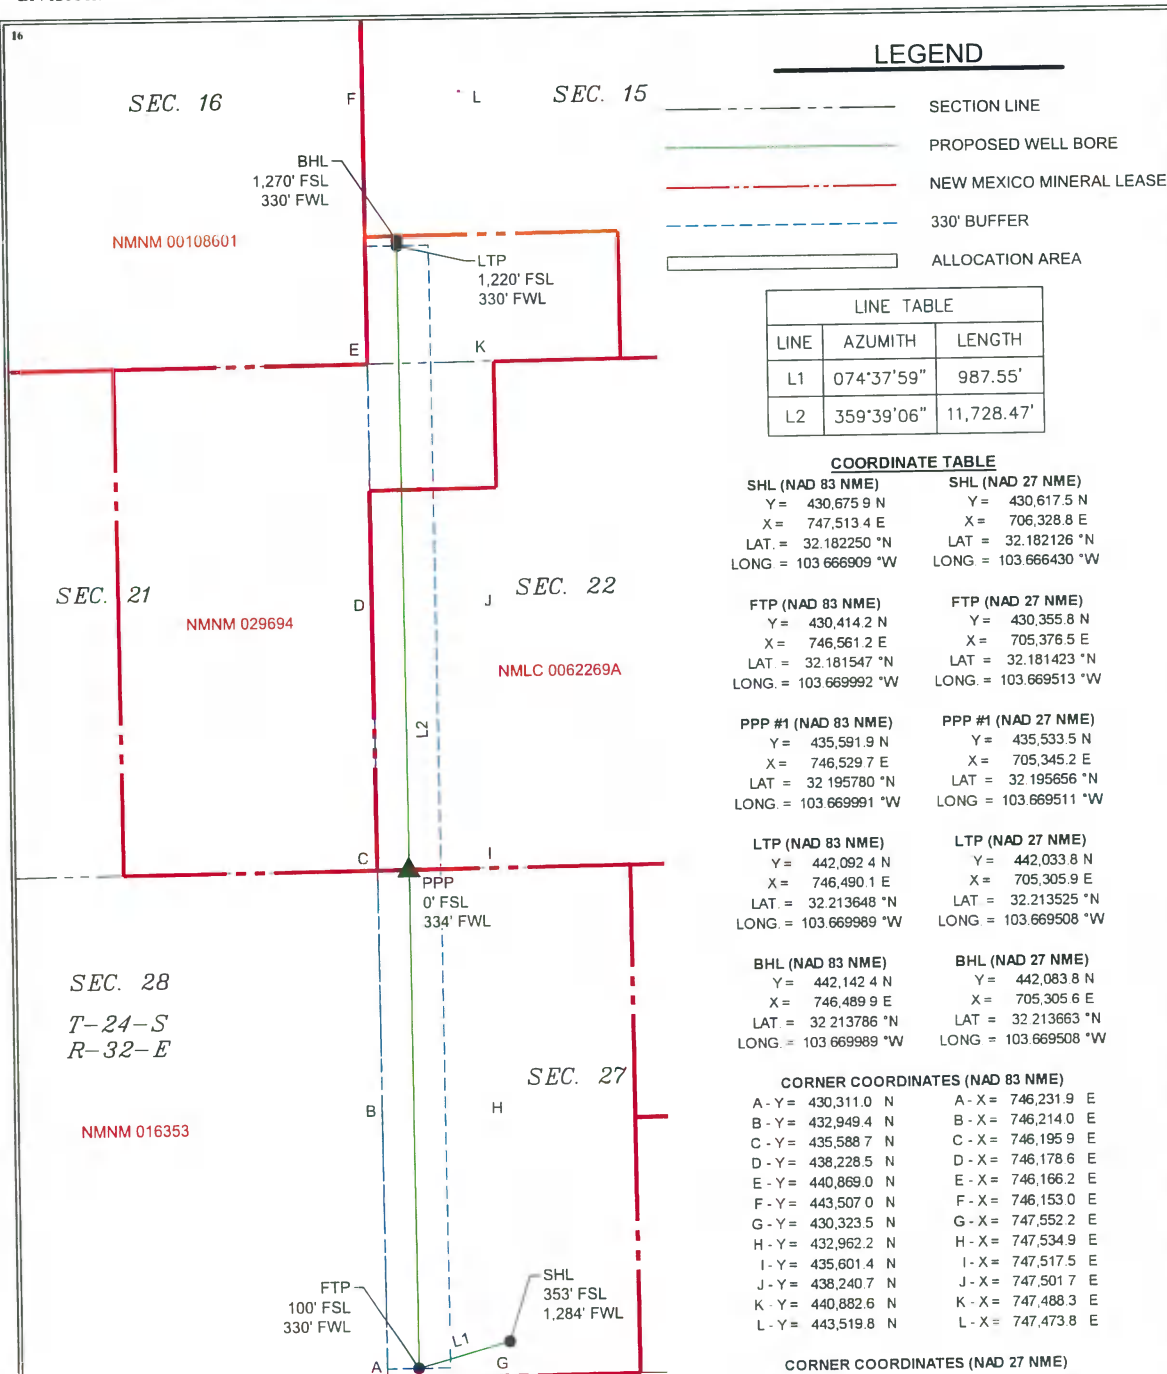 16
SEC. 16
F
L
SEC. 15
BHL
1,270' FSL
330' FWL
NMNM 00108601
LTP
1,220' FSL
330' FWL
E
K
SEC. 21
D
J
SEC. 22
NMNM 029694
NMLC 0062269A
L2
C
I
PPP
0' FSL
334' FWL
SEC. 28
T-24-S
R-32-E
SEC. 27
B
H
NMNM 016353
FTP
100' FSL
330' FWL
SHL
353' FSL
1,284' FWL
L1
A
G
LEGEND
SECTION LINE
PROPOSED WELL BORE
NEW MEXICO MINERAL LEASE
330' BUFFER
ALLOCATION AREA
LINE TABLE
LINE AZUMITH LENGTH
L1 074°37'59" 987.55'
L2 359°39'06" 11,728.47'
COORDINATE TABLE
SHL (NAD 83 NME) SHL (NAD 27 NME)
Y = 430,675 9 N Y = 430,617.5 N
X = 747,513 4 E X = 706,328.8 E
LAT. = 32.182250 °N LAT = 32.182126 °N
LONG = 103 666909 °W LONG = 103.666430 °W
FTP (NAD 83 NME) FTP (NAD 27 NME)
Y = 430,414.2 N Y = 430,355.8 N
X = 746,561.2 E X = 705,376.5 E
LAT. = 32.181547 °N LAT = 32.181423 °N
LONG. = 103.669992 °W LONG. = 103.669513 °W
PPP #1 (NAD 83 NME) PPP #1 (NAD 27 NME)
Y = 435,591.9 N Y = 435,533.5 N
X = 746,529.7 E X = 705,345.2 E
LAT = 32.195780 °N LAT = 32 195656 °N
LONG. = 103.669991 °W LONG = 103.669511 °W
LTP (NAD 83 NME) LTP (NAD 27 NME)
Y = 442,092 4 N Y = 442,033.8 N
X = 746,490.1 E X = 705,305.9 E
LAT. = 32.213648 °N LAT. = 32.213525 °N
LONG. = 103.669989 °W LONG. = 103.669508 °W
BHL (NAD 83 NME) BHL (NAD 27 NME)
Y = 442,142 4 N Y = 442,083.8 N
X = 746,489 9 E X = 705,305 6 E
LAT. = 32 213786 °N LAT = 32 213663 °N
LONG. = 103 669989 °W LONG = 103.669508 °W
CORNER COORDINATES (NAD 83 NME)
A - Y = 430,311.0 N A - X = 746,231.9 E
B - Y = 432,949.4 N B - X = 746,214.0 E
C - Y = 435,588 7 N C - X = 746,195 9 E
D - Y = 438,228.5 N D - X = 746,178 6 E
E - Y = 440,869.0 N E - X = 746,166.2 E
F - Y = 443,507 0 N F - X = 746,153.0 E
G - Y = 430,323.5 N G - X = 747,552.2 E
H - Y = 432,962.2 N H - X = 747,534.9 E
I - Y = 435,601.4 N I - X = 747,517.5 E
J - Y = 438,240.7 N J - X = 747,501 7 E
K - Y = 440,882.6 N K - X = 747,488.3 E
L - Y = 443,519.8 N L - X = 747,473.8 E
CORNER COORDINATES (NAD 27 NME)